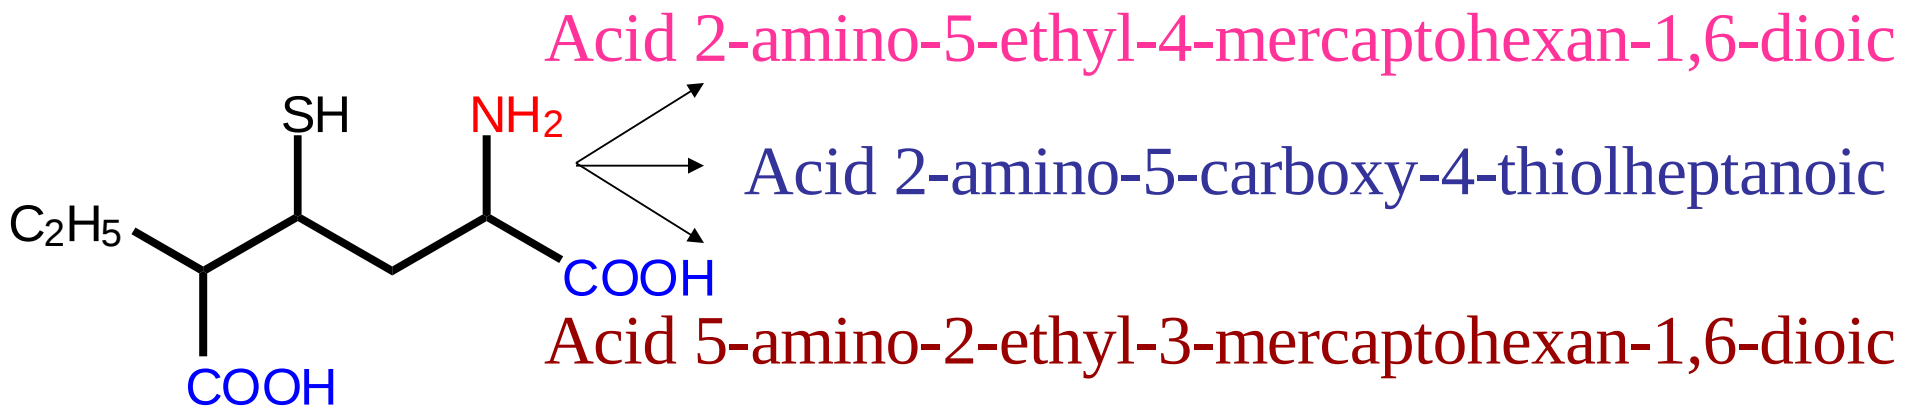 Acid 2-amino-5-ethyl-4-mercaptohexan-1,6-dioic
SH
NH2
Acid 2-amino-5-carboxy-4-thiolheptanoic
C2H5
COOH
Acid 5-amino-2-ethyl-3-mercaptohexan-1,6-dioic
COOH